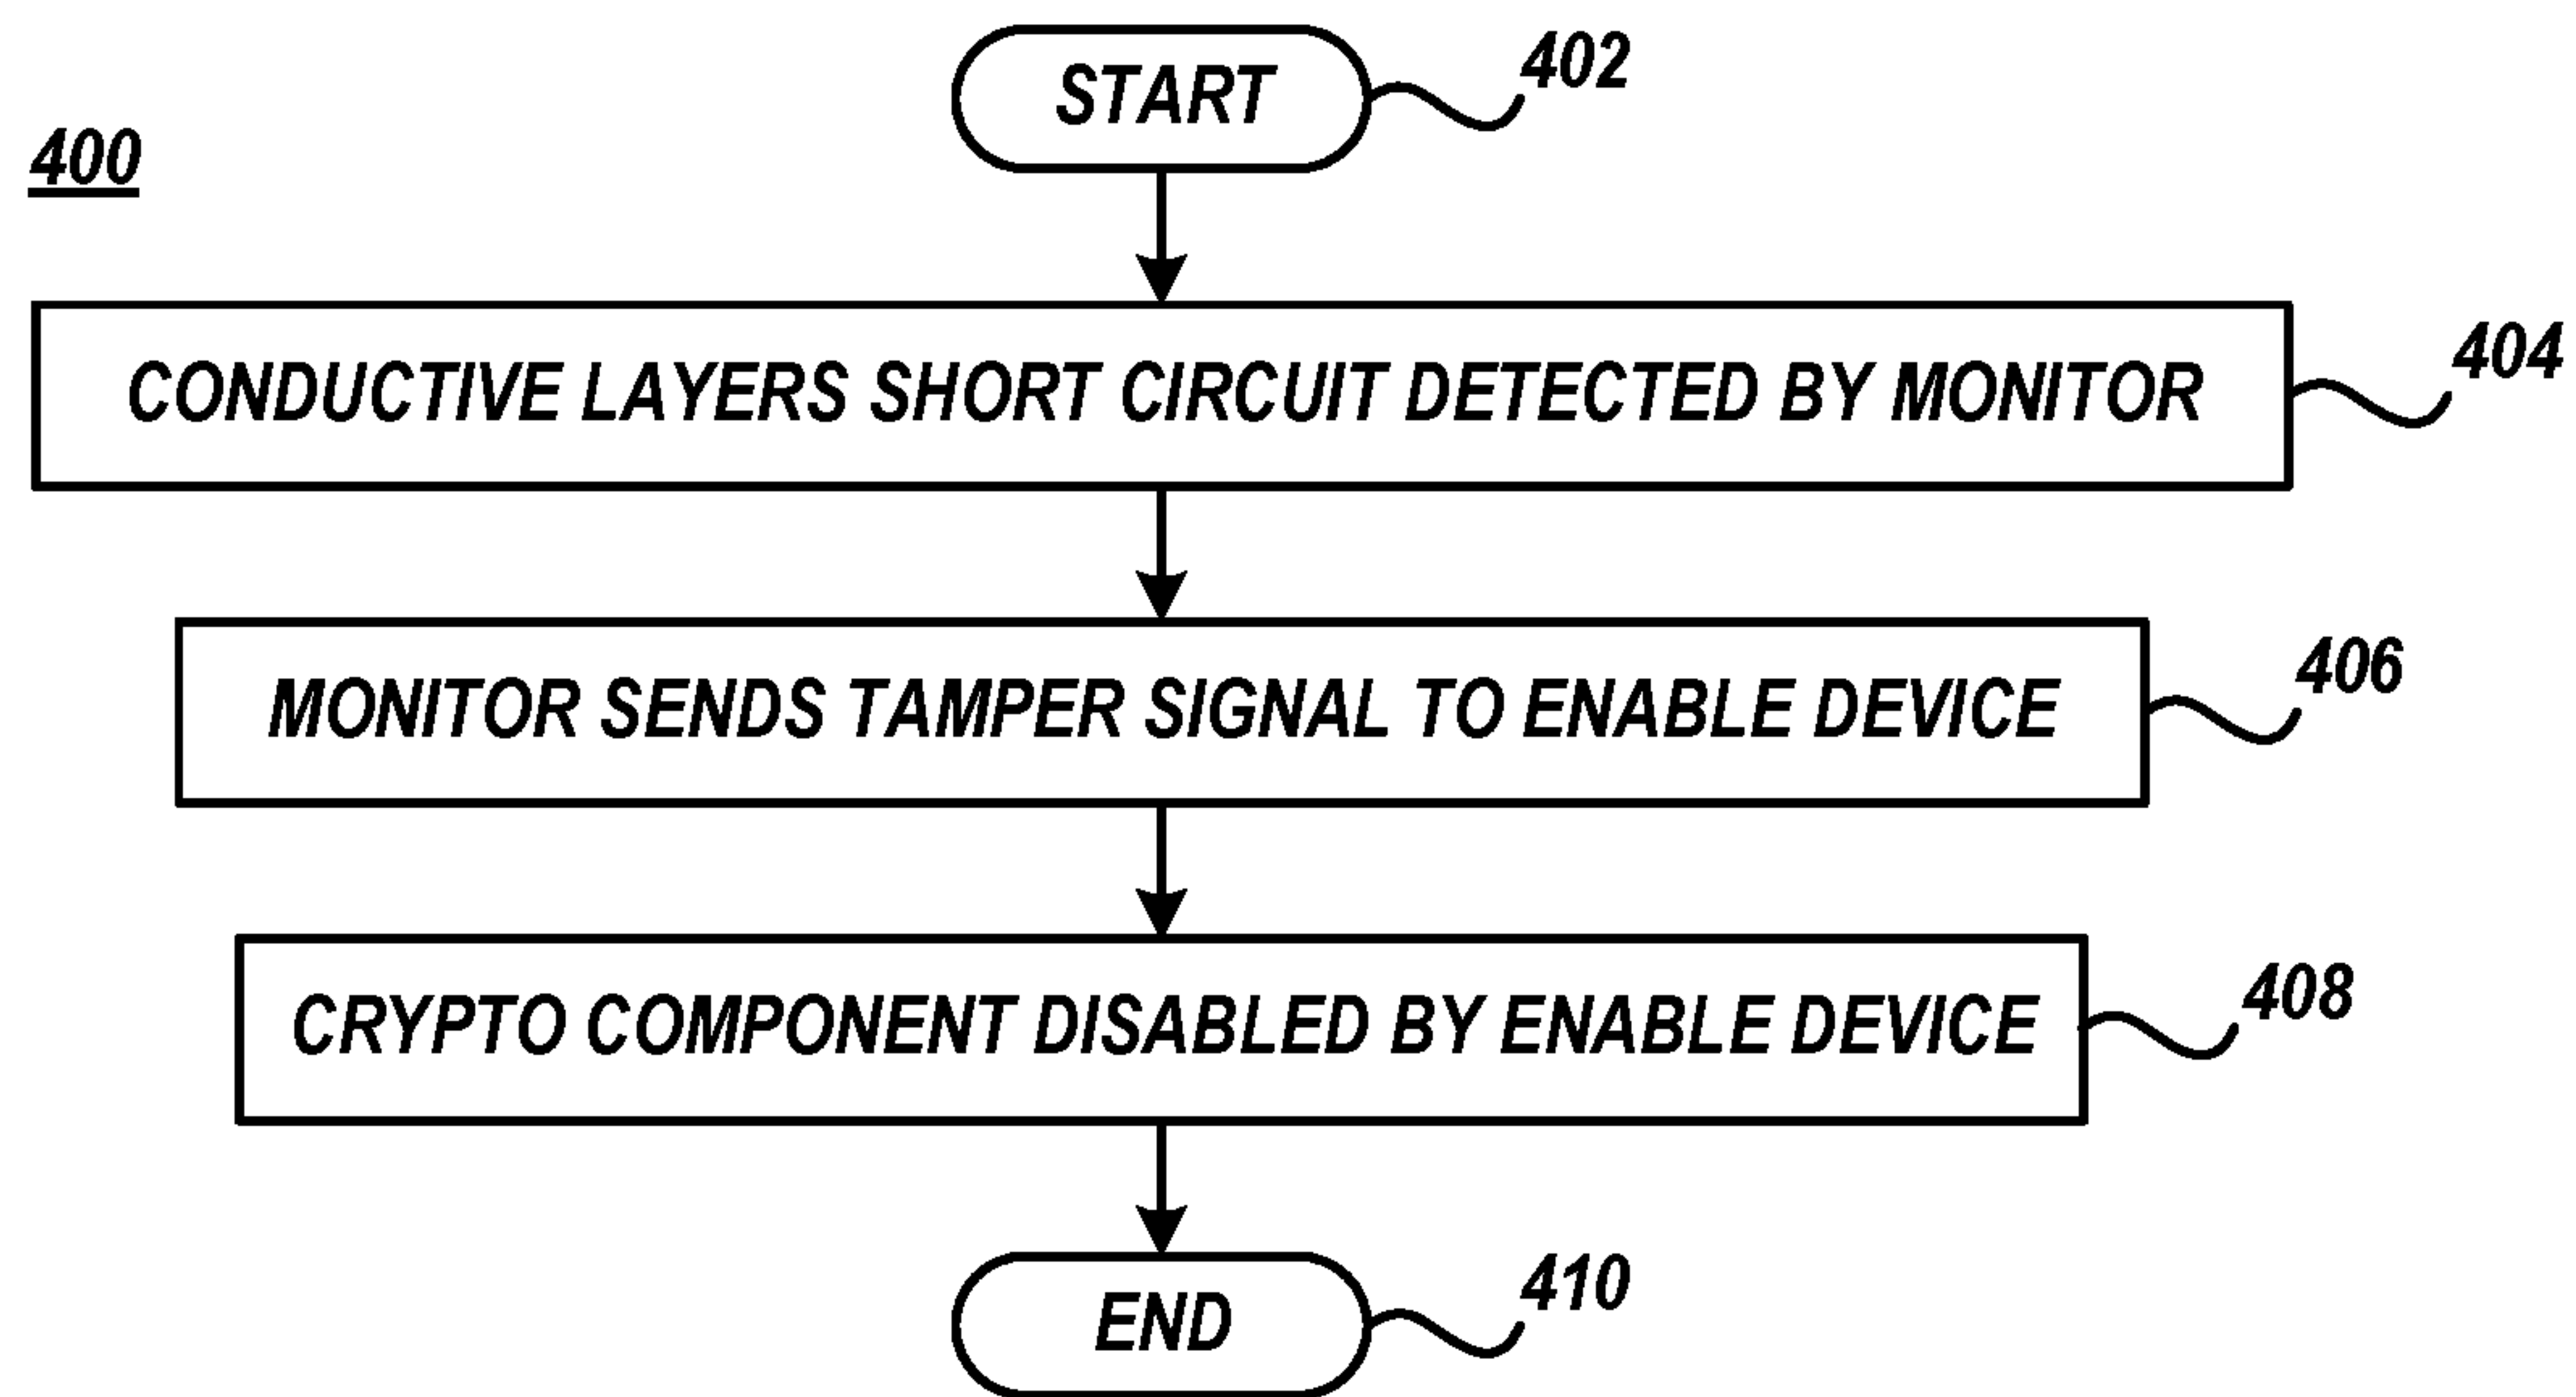 START
402
400
CONDUCTIVE LAYERS SHORT CIRCUIT DETECTED BY MONITOR
404
MONITOR SENDS TAMPER SIGNAL TO ENABLE DEVICE
406
CRYPTO COMPONENT DISABLED BY ENABLE DEVICE
408
END
410